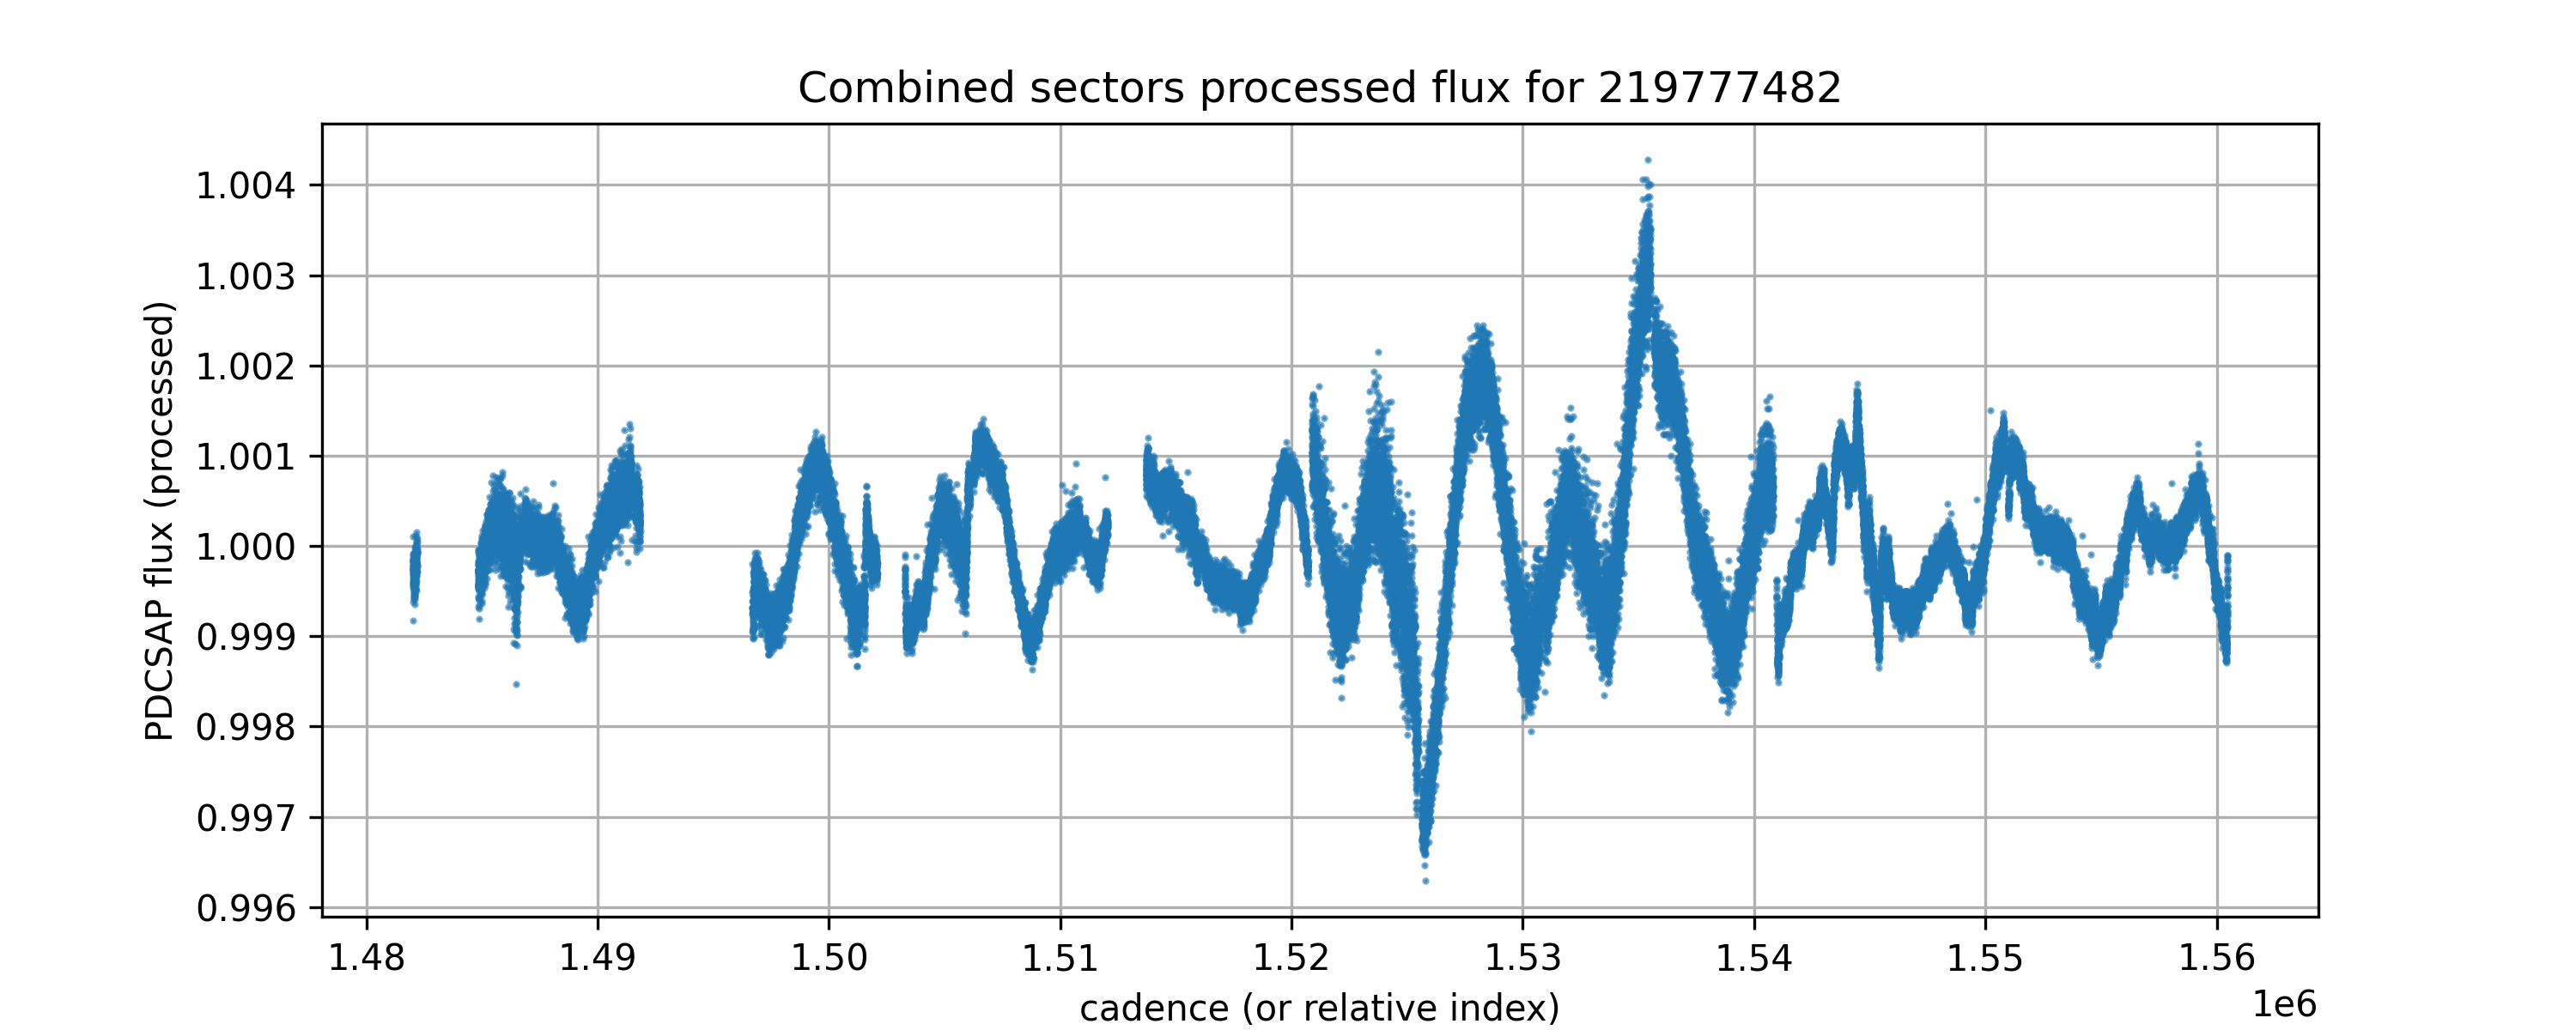 Combined sectors processed flux for 219777482
PDCSAP flux (processed)
1.004
1.003
1.002
1.001
1.000
0.999
0.998
0.997
0.996
1.48 1.49 1.50 1.51 1.52 1.53 1.54 1.55 1.56
1e6
cadence (or relative index)